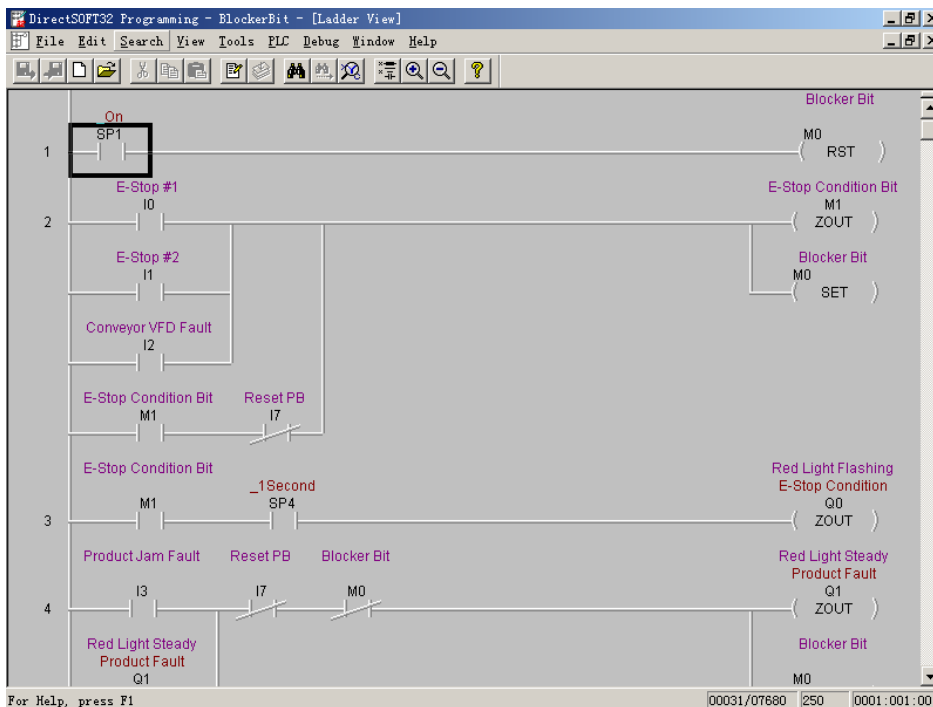 DirectSOFT32 Programming - BlockerBit - [Ladder View]
File Edit Search View Tools PLC Debug Window Help
Blocker Bit
_On
SP1
M0
1
RST
E-Stop #1
E-Stop Condition Bit
I0
M1
2
ZOUT
E-Stop #2
Blocker Bit
I1
M0
SET
Conveyor VFD Fault
I2
E-Stop Condition Bit
Reset PB
M1
I7
E-Stop Condition Bit
Red Light Flashing
_1Second
E-Stop Condition
M1
SP4
Q0
3
ZOUT
Product Jam Fault
Reset PB
Blocker Bit
Red Light Steady
Product Fault
I3
I7
M0
Q1
4
ZOUT
Red Light Steady
Blocker Bit
Product Fault
Q1
M0
For Help, press F1
00031/07680
250
0001:001:00